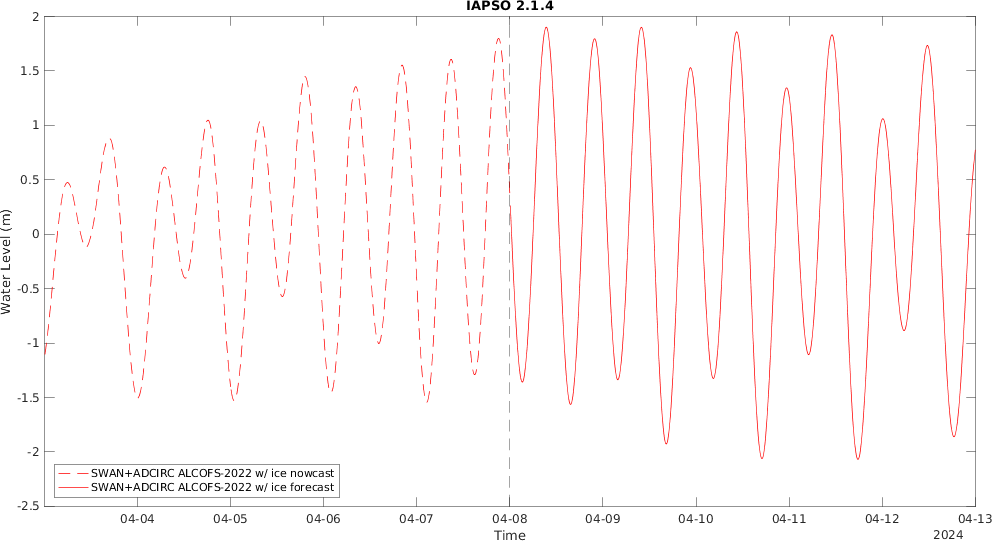 IAPSO 2.1.4
2
1.5
1
0.5
0
-0.5
-1
-1.5
-2
-2.5
Water Level (m)
SWAN+ADCIRC ALCOFS-2022 w/ ice nowcast
SWAN+ADCIRC ALCOFS-2022 w/ ice forecast
04-04 04-05 04-06 04-07 04-08 04-09 04-10 04-11 04-12 04-13
Time
2024